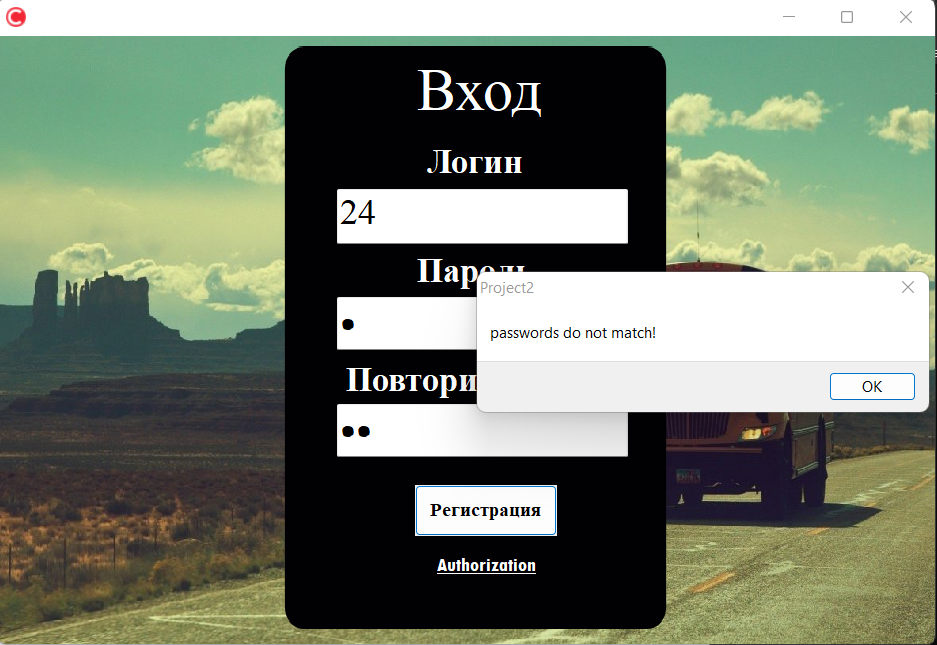 Вход
Логин
24
Project2
passwords do not match!
OK
Регистрация
Authorization